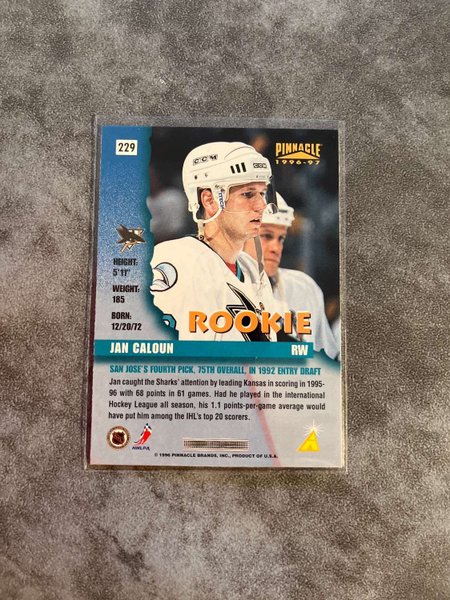 229
PINNACLE
1996-97
CCM
HEIGHT:
5'11"
WEIGHT:
185
BORN:
12/20/72
ROOKIE
JAN CALOUN RW
SAN JOSE'S FOURTH PICK, 75TH OVERALL, IN 1992 ENTRY DRAFT
Jan caught the Sharks' attention by leading Kansas in scoring in 1995-
96 with 68 points in 61 games. Had he played in the international
Hockey League all season, his 1.1 points-per-game average would
have put him among the IHL's top 20 scorers.
NHL
NHLPA
© 1996 PINNACLE BRANDS, INC., PRODUCT OF U.S.A.